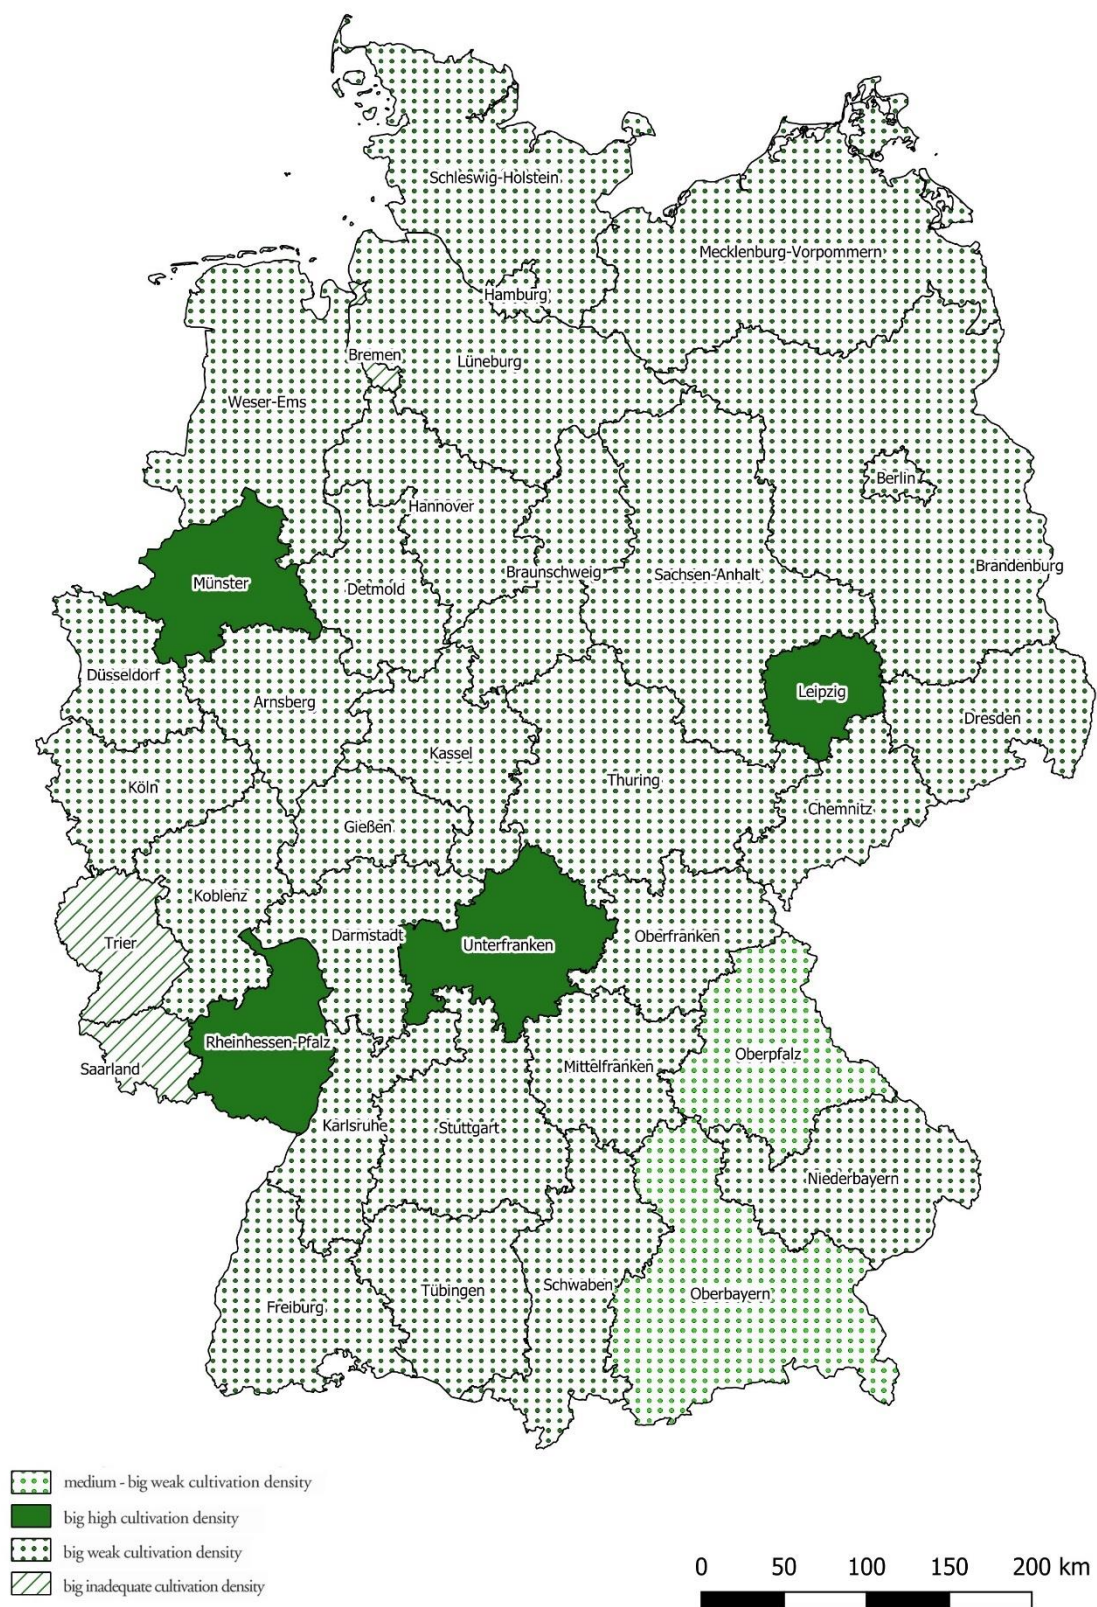 Schleswig-Holstein
Mecklenburg-Vorpommern
Hamburg
Bremen
Lüneburg
Weser-Ems
Berlin
Hannover
Münster
Detmold
Braunschweig
Sachsen-Anhalt
Brandenburg
Düsseldorf
Arnsberg
Leipzig
Dresden
Köln
Kassel
Thuring
Gießen
Chemnitz
Koblenz
Trier
Darmstadt
Unterfranken
Oberfranken
Rheinhessen-Pfalz
Saarland
Mittelfranken
Oberpfalz
Karlsruhe
Stuttgart
Niederbayern
Freiburg
Tübingen
Schwaben
Oberbayern
medium - big weak cultivation density
big high cultivation density
big weak cultivation density
big inadequate cultivation density
0 50 100 150 200 km